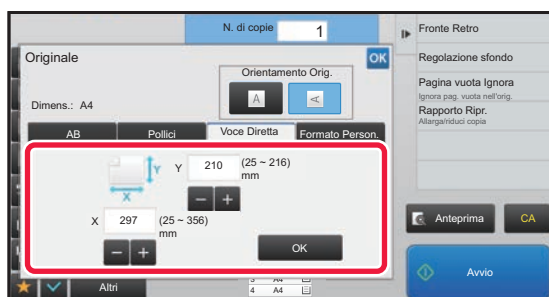 N. di copie
1
Originale
OK
Orientamento Orig.
A
A
Dimens.: A4
AB
Pollici
Voce Diretta
Formato Person.
Y
Y
210
(25 ~ 216)
mm
X
X
297
(25 ~ 356)
mm
OK
Altri
4 A4
Fronte Retro
Regolazione sfondo
Pagina vuota Ignora
Ignora pag. vuota nell'orig.
Rapporto Ripr.
Allarga/riduci copia
Anteprima
CA
Avvio